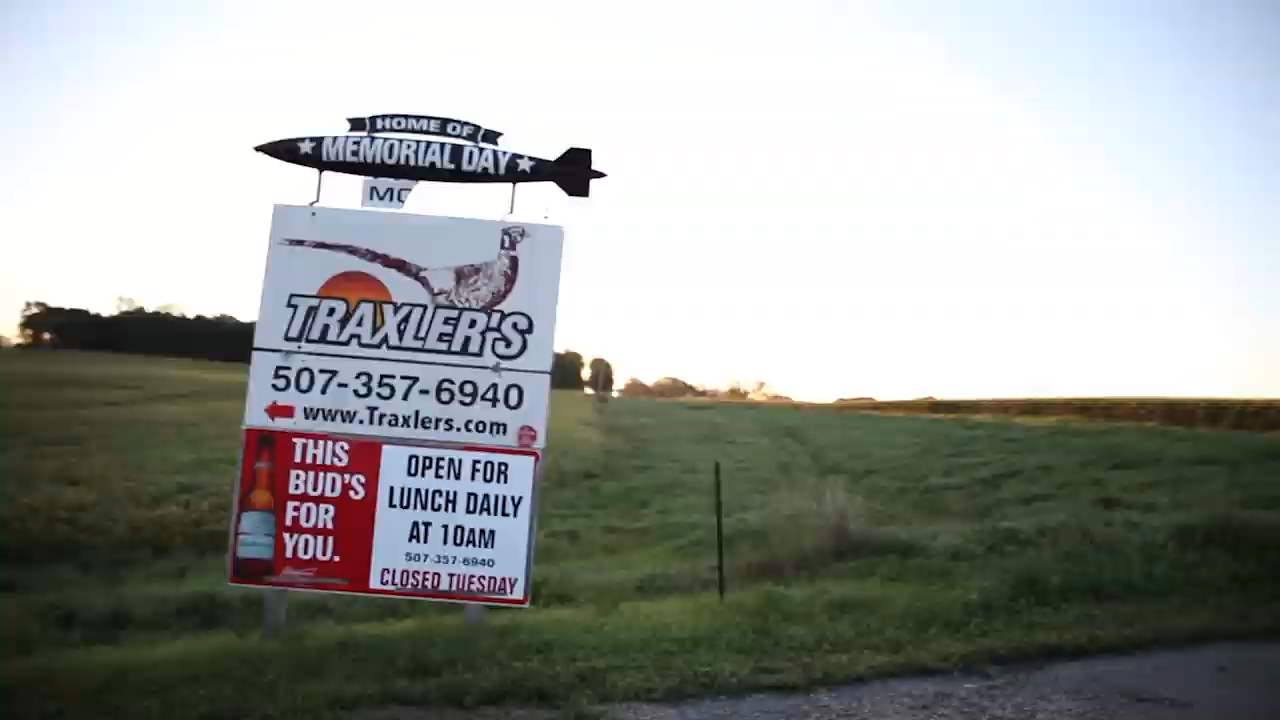 HOME OF
MEMORIAL DAY
MC
TRAXLER'S
507-357-6940
www.Traxlers.com
THIS
BUD'S
FOR
YOU.
OPEN FOR
LUNCH DAILY
AT 10AM
507-357-6940
CLOSED TUESDAY